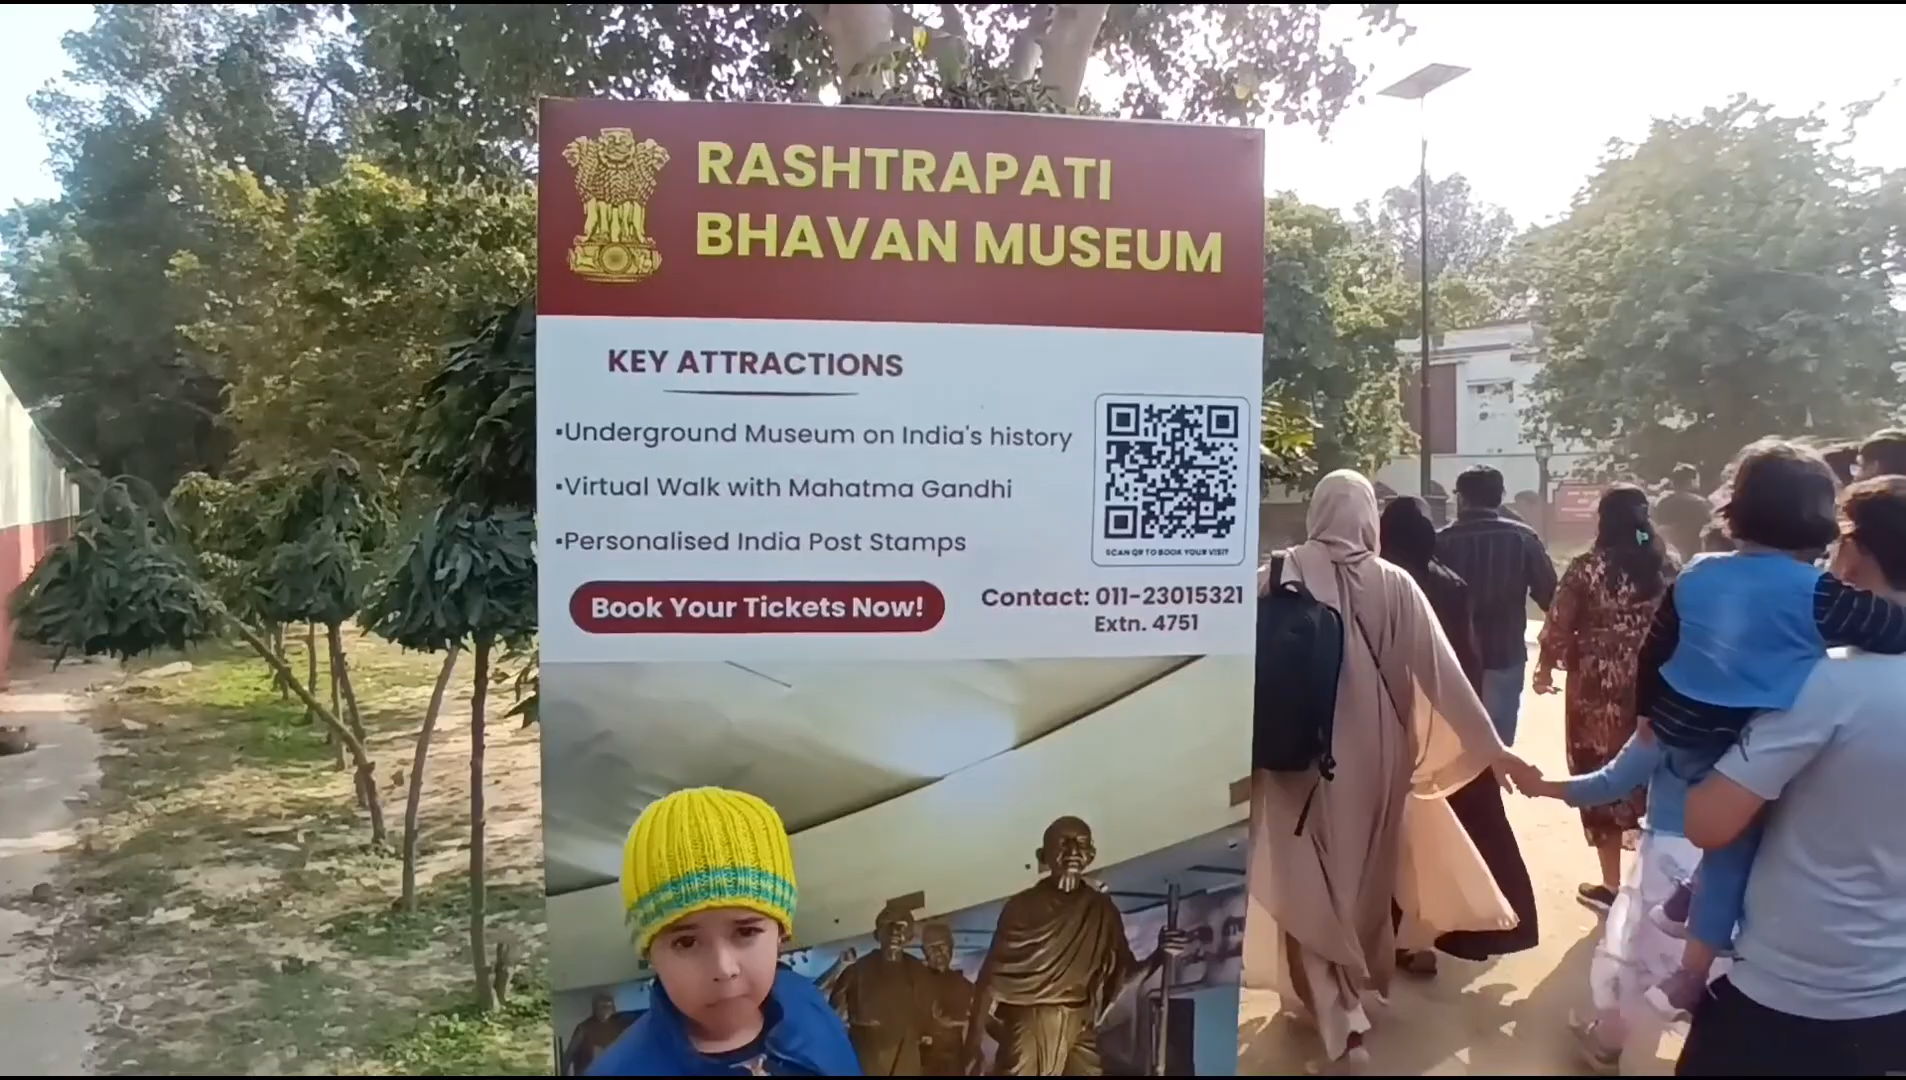 RASHTRAPATI
BHAVAN MUSEUM
KEY ATTRACTIONS
▪Underground Museum on India's history
▪Virtual Walk with Mahatma Gandhi
▪Personalised India Post Stamps
SCAN QR TO BOOK YOUR VISIT
Book Your Tickets Now!
Contact: 011-23015321
Extn. 4751